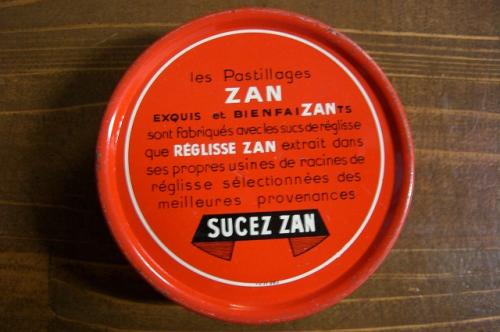 les Pastillages
ZAN
EXQUIS et BIENFAIZANTS
sont fabriqués avec les sucs de réglisse
que RÉGLISSE ZAN extrait dans
ses propres usines de racines de
réglisse sélectionnées des
meilleures provenances
SUCEZ ZAN